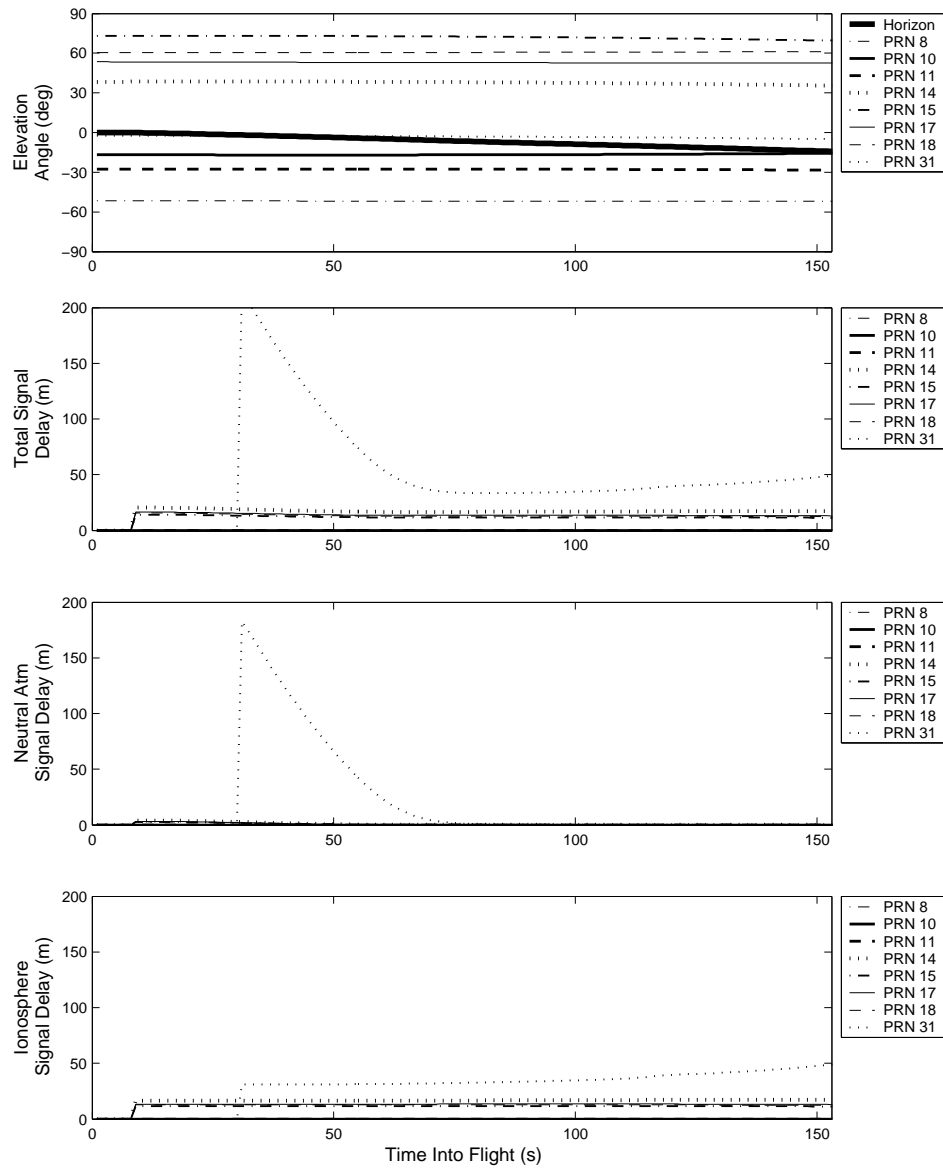 90
60
30
0
−30
−60
−90
Elevation
Angle (deg)
0
50
100
150
Horizon
PRN 8
PRN 10
PRN 11
PRN 14
PRN 15
PRN 17
PRN 18
PRN 31
200
150
100
50
0
Total Signal
Delay (m)
0
50
100
150
PRN 8
PRN 10
PRN 11
PRN 14
PRN 15
PRN 17
PRN 18
PRN 31
200
150
100
50
0
Neutral Atm
Signal Delay (m)
0
50
100
150
PRN 8
PRN 10
PRN 11
PRN 14
PRN 15
PRN 17
PRN 18
PRN 31
200
150
100
50
0
Ionosphere
Signal Delay (m)
0
50
100
150
PRN 8
PRN 10
PRN 11
PRN 14
PRN 15
PRN 17
PRN 18
PRN 31
Time Into Flight (s)